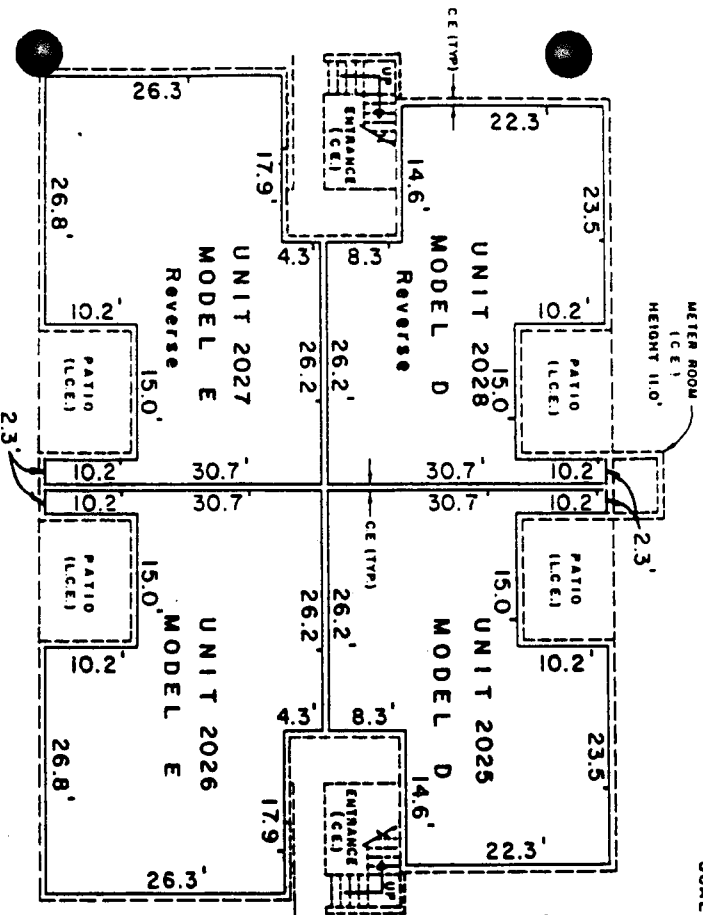 METER ROOM
(C E)
HEIGHT 11.0'
CE (TYP)
UP
ENTRANCE
(C.E.)
22.3'
14.6'
23.5'
8.3'
UNIT 2028
MODEL D
Reverse
10.2'
15.0'
PATIO
(L.C.E.)
26.2'
30.7'
10.2'
2.3'
26.3'
17.9'
26.8'
4.3'
UNIT 2027
MODEL E
Reverse
10.2'
15.0'
PATIO
(L.C.E.)
26.2'
30.7'
10.2'
2.3'
CE (TYP)
10.2'
30.7'
PATIO
(L.C.E.)
15.0'
10.2'
26.2'
UNIT 2025
MODEL D
8.3'
23.5'
14.6'
22.3'
ENTRANCE
(C.E.)
UP
10.2'
30.7'
PATIO
(L.C.E.)
15.0'
10.2'
26.2'
UNIT 2026
MODEL E
4.3'
26.8'
17.9'
26.3'